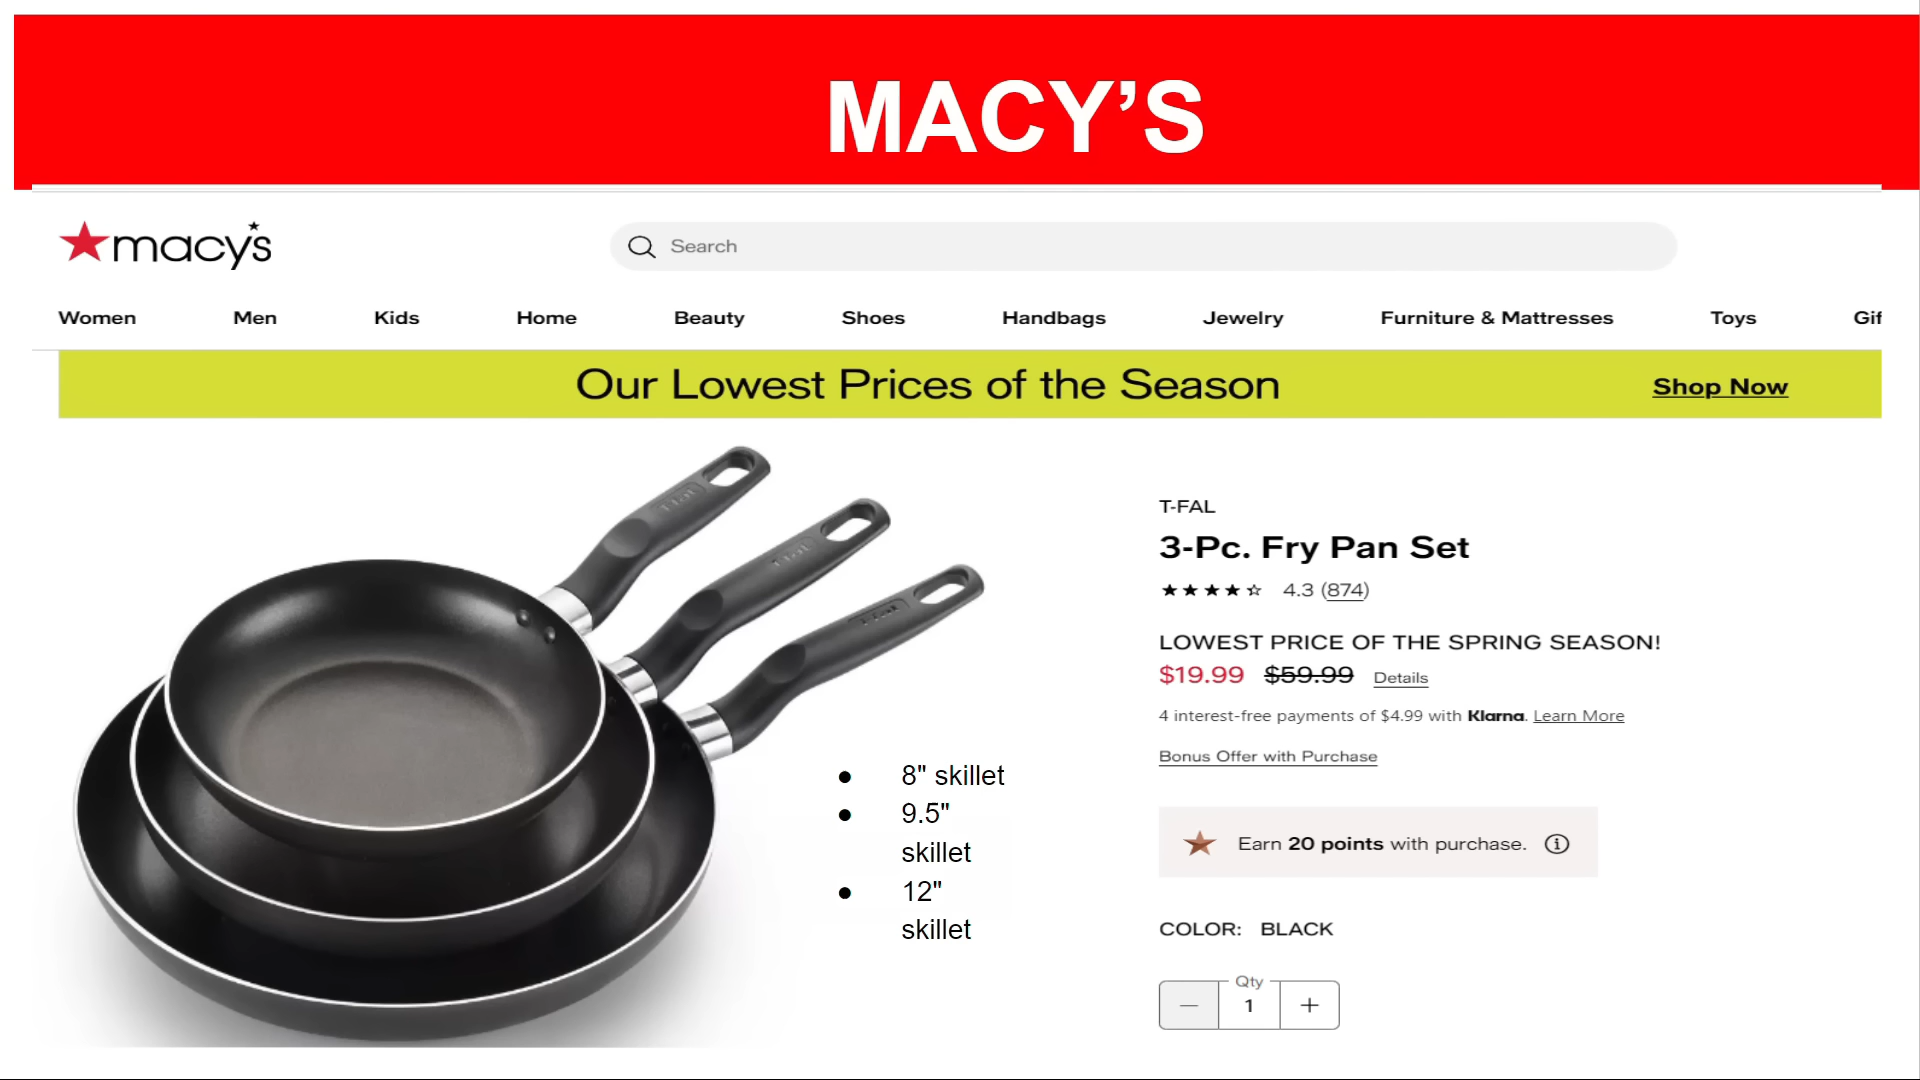 MACY’S
macy's
Search
Women Men Kids Home Beauty Shoes Handbags Jewelry Furniture & Mattresses Toys Gif
Our Lowest Prices of the Season Shop Now
T-FAL
3-Pc. Fry Pan Set
4.3 (874)
LOWEST PRICE OF THE SPRING SEASON!
$19.99 $59.99 Details
4 interest-free payments of $4.99 with Klarna. Learn More
Bonus Offer with Purchase
● 8" skillet
● 9.5"
skillet
● 12"
skillet
Earn 20 points with purchase.
COLOR: BLACK
Qty
− 1 +